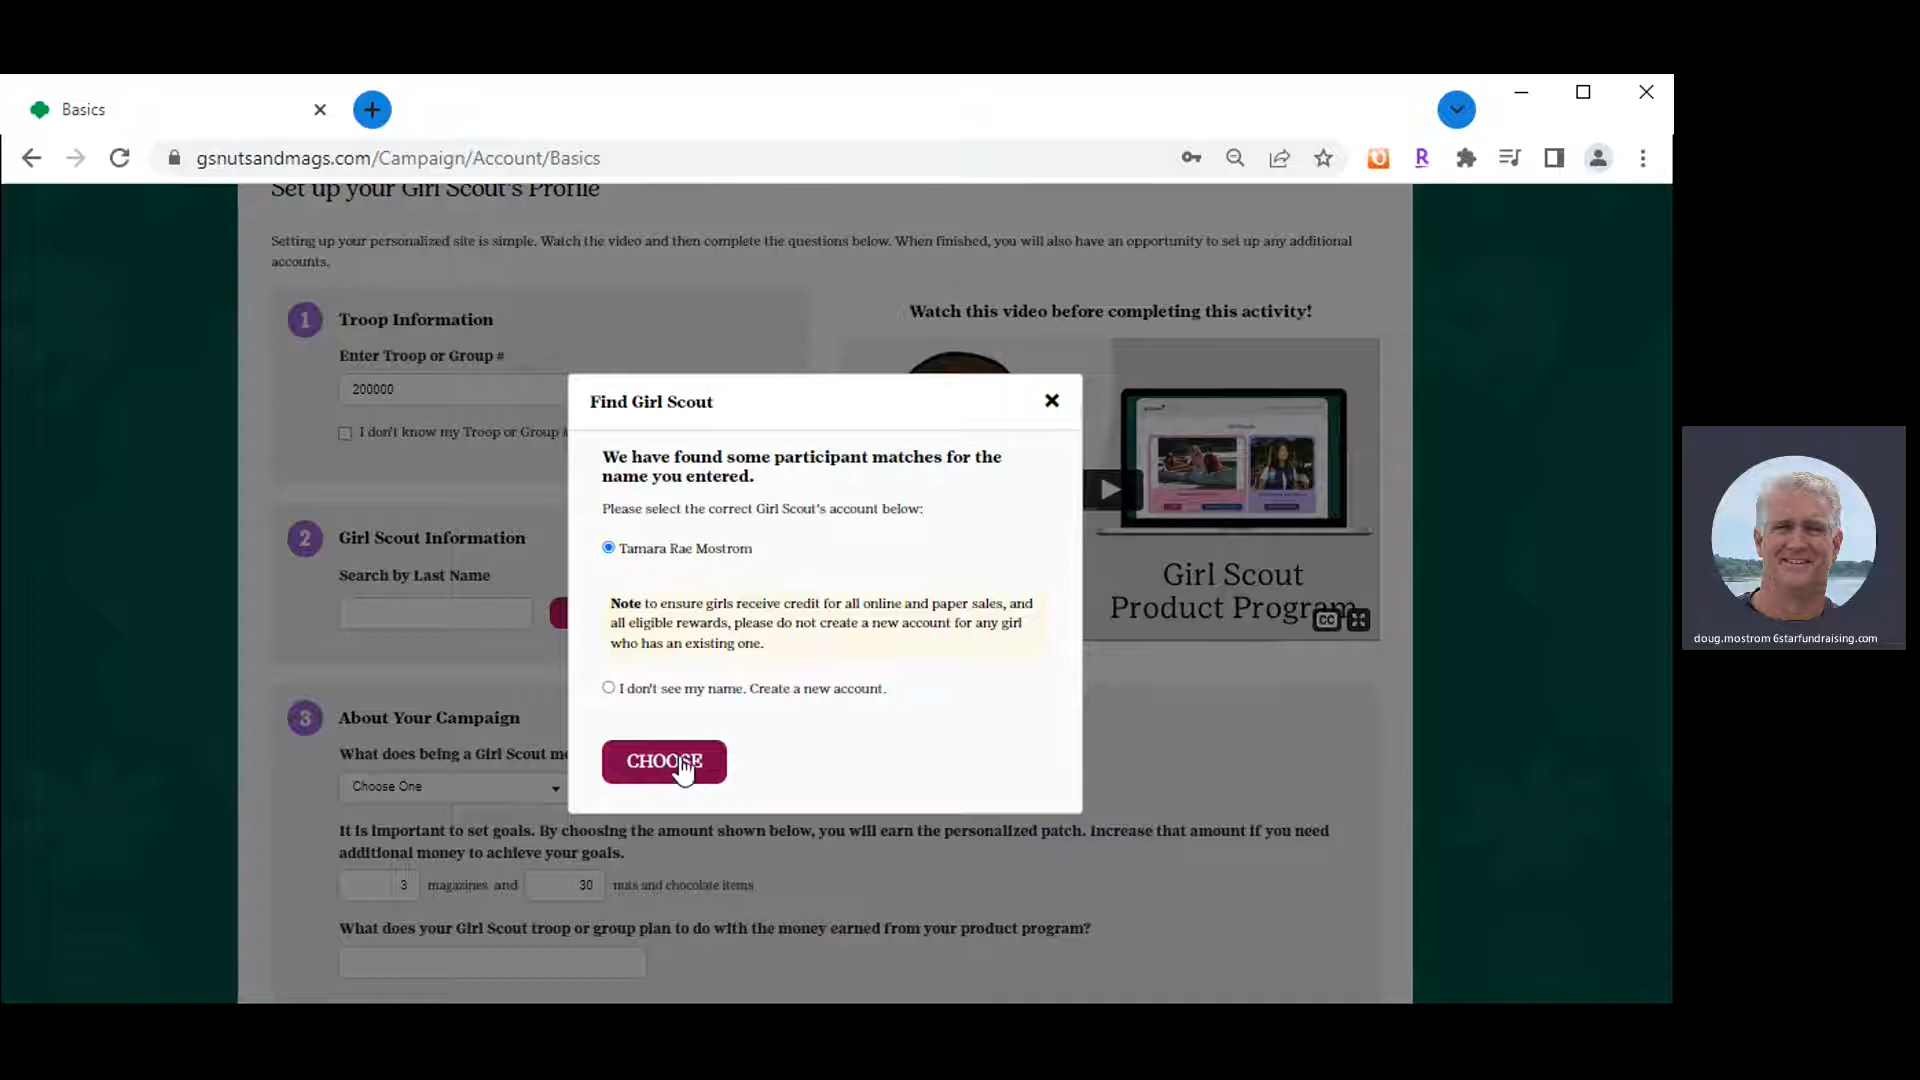 Basics
gsnutsandmags.com/Campaign/Account/Basics
Set up your Girl Scout's Profile
Setting up your personalized site is simple. Watch the video and then complete the questions below. When finished, you will also have an opportunity to set up any additional
accounts.
1 Troop Information
Enter Troop or Group #
200000
I don't know my Troop or Group #
Watch this video before completing this activity!
Girl Scout
Product Program
CC
Find Girl Scout
We have found some participant matches for the
name you entered.
Please select the correct Girl Scout's account below:
Tamara Rae Mostrom
Note to ensure girls receive credit for all online and paper sales, and
all eligible rewards, please do not create a new account for any girl
who has an existing one.
I don't see my name. Create a new account.
CHOOSE
2 Girl Scout Information
Search by Last Name
3 About Your Campaign
What does being a Girl Scout me
Choose One
It is important to set goals. By choosing the amount shown below, you will earn the personalized patch. Increase that amount if you need
additional money to achieve your goals.
3 magazines and 30 nuts and chocolate items
What does your Girl Scout troop or group plan to do with the money earned from your product program?
doug.mostrom 6starfundraising.com